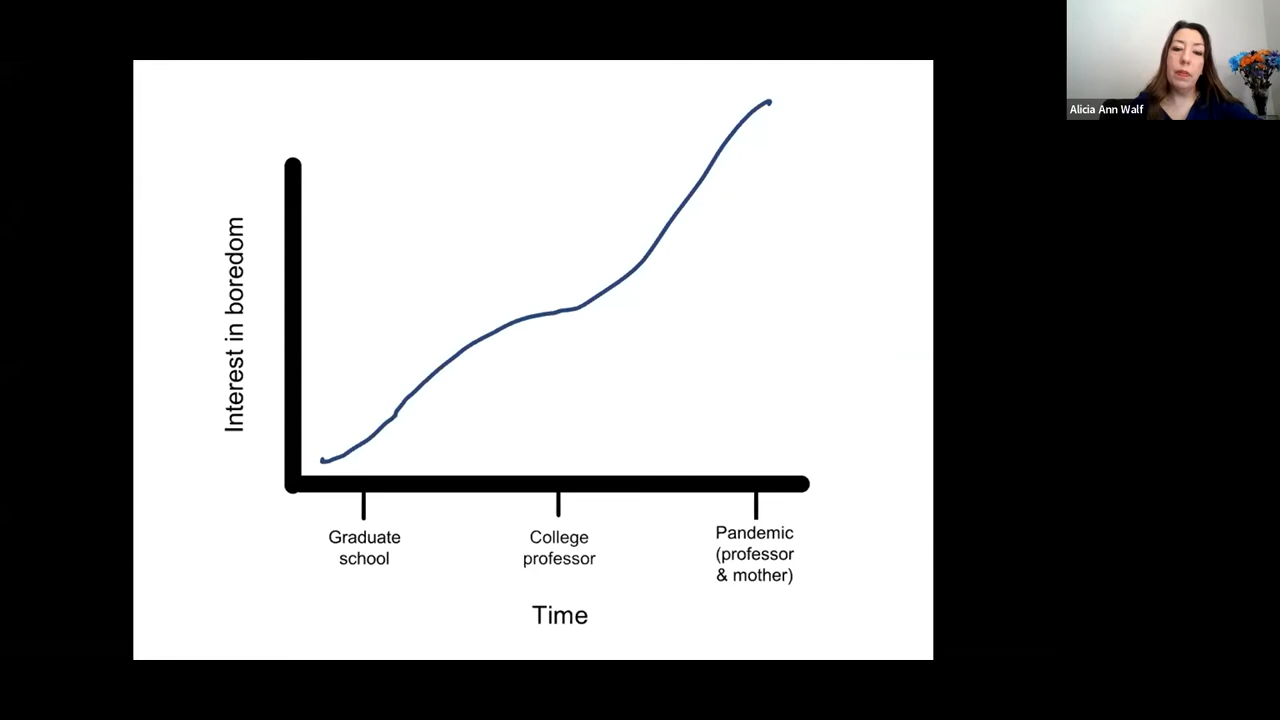 Alicia Ann Walf
Interest in boredom
Graduate
school
College
professor
Pandemic
(professor
& mother)
Time